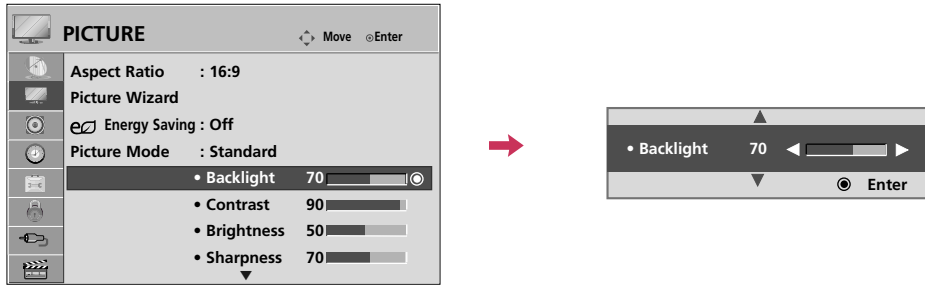 PICTURE Move Enter
Aspect Ratio : 16:9
Picture Wizard
Energy Saving : Off
Picture Mode : Standard
• Backlight 70
• Contrast 90
• Brightness 50
• Sharpness 70
• Backlight 70
Enter